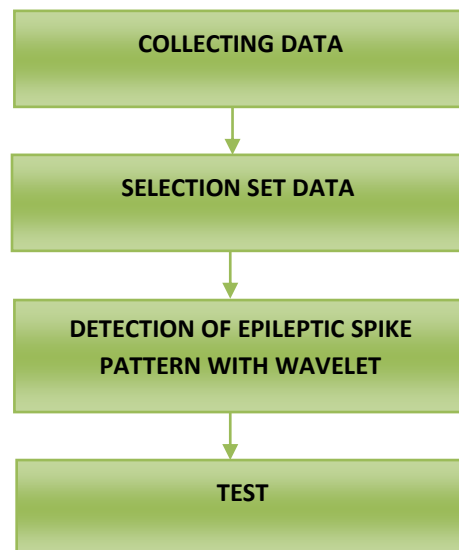 COLLECTING DATA
SELECTION SET DATA
DETECTION OF EPILEPTIC SPIKE
PATTERN WITH WAVELET
TEST